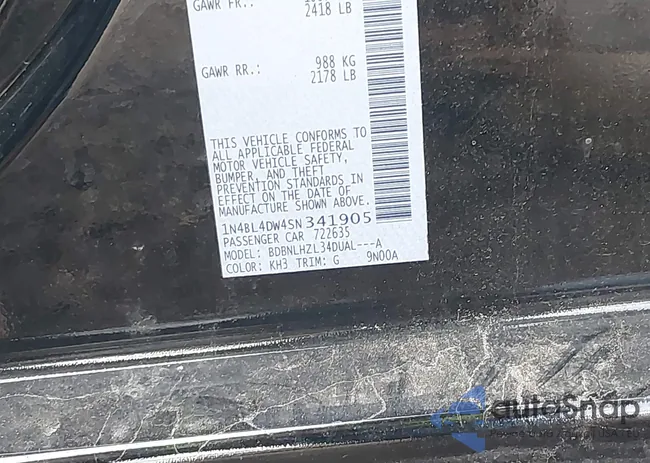 GAWR FR.:
2418 LB
GAWR RR.: 988 KG
2178 LB
THIS VEHICLE CONFORMS TO
ALL APPLICABLE FEDERAL
MOTOR VEHICLE SAFETY,
BUMPER, AND THEFT
PREVENTION STANDARDS IN
EFFECT ON THE DATE OF
MANUFACTURE SHOWN ABOVE.
1N4BL4DW4SN341905
PASSENGER CAR 722635
MODEL: BDBNLHZL34DUAL---A
COLOR: KH3 TRIM: G 9N00A
autoSnap